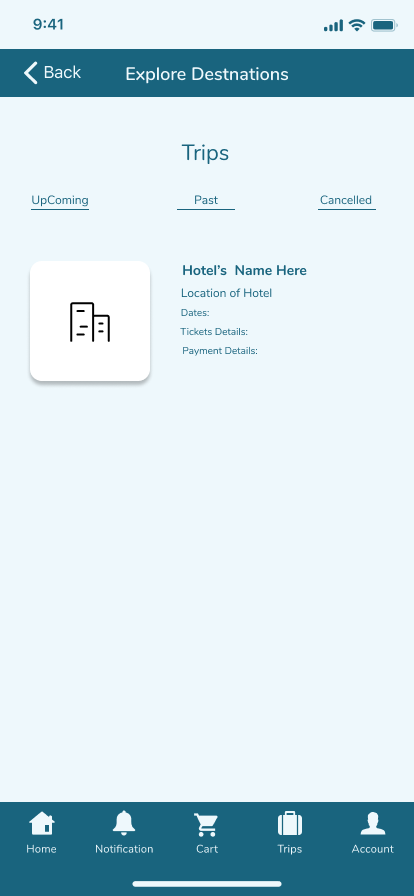 9:41
Back
Explore Destnations
Trips
UpComing
Past
Cancelled
Hotel's  Name Here
Location of Hotel
Dates:
Tickets Details:
Payment Details:
Home
Notification
Cart
Trips
Account